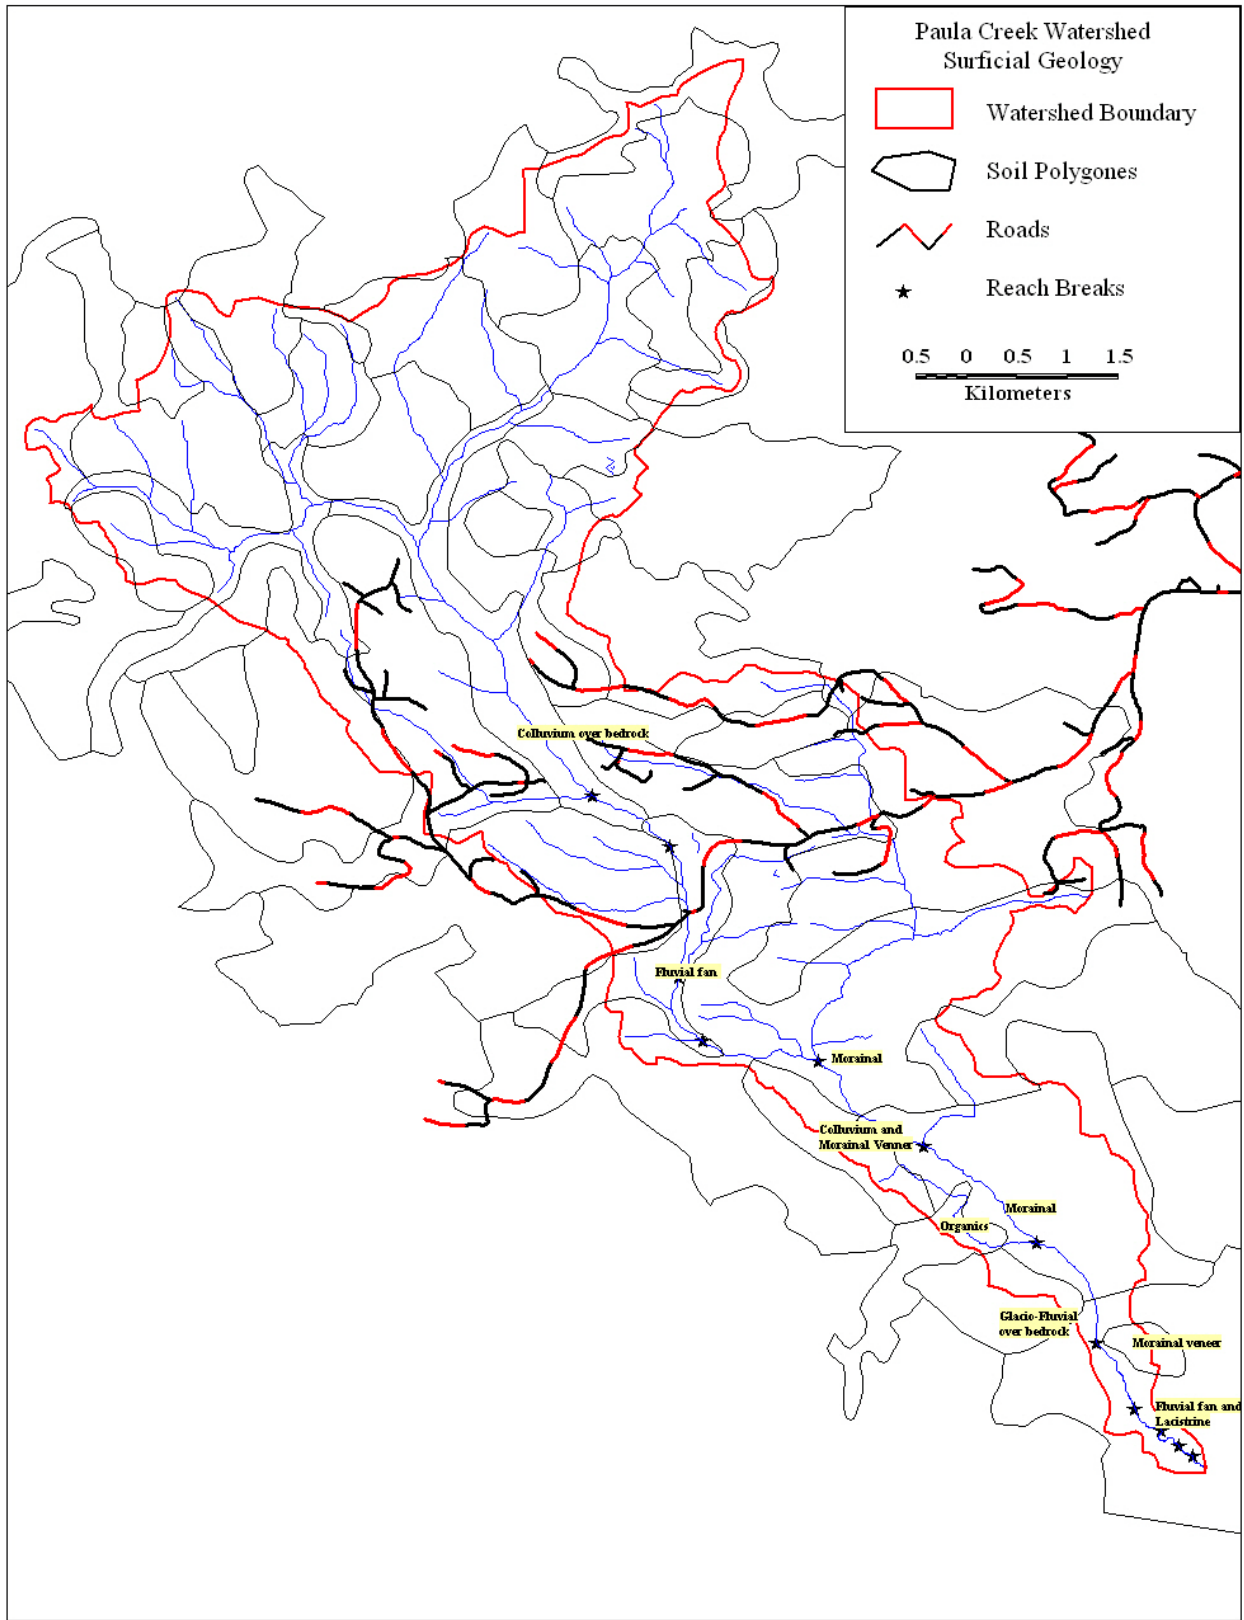 Paula Creek Watershed
Surficial Geology
Watershed Boundary
Soil Polygones
Roads
Reach Breaks
0.5 0 0.5 1 1.5
Kilometers
Colluvium over bedrock
Fluvial fan
Morainal
Colluvium and
Morainal Venner
Morainal
Organics
Glacio-Fluvial
over bedrock
Morainal veneer
Fluvial fan and
Lacistrine